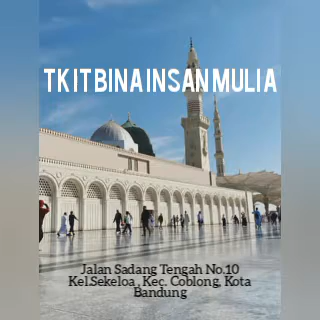 TKIT BINA INSAN MULIA
Jalan Sadang Tengah No.10
Kel.Sekeloa , Kec. Coblong, Kota
Bandung